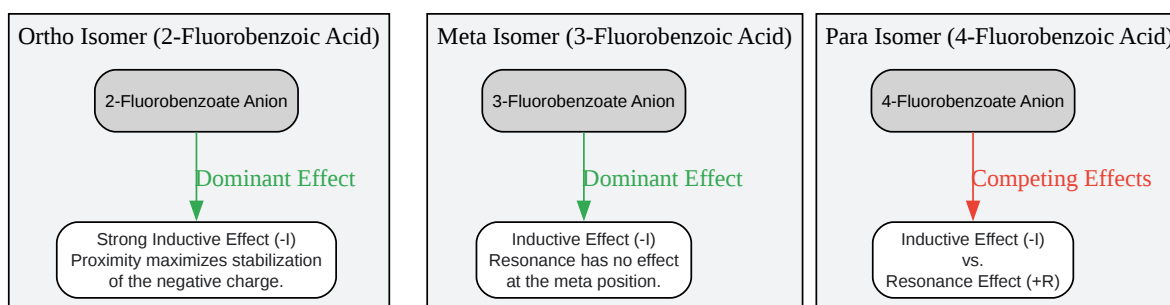 Ortho Isomer (2-Fluorobenzoic Acid)
2-Fluorobenzoate Anion
Dominant Effect
Strong Inductive Effect (-I)
Proximity maximizes stabilization
of the negative charge.
Meta Isomer (3-Fluorobenzoic Acid)
3-Fluorobenzoate Anion
Dominant Effect
Inductive Effect (-I)
Resonance has no effect
at the meta position.
Para Isomer (4-Fluorobenzoic Acid)
4-Fluorobenzoate Anion
Competing Effects
Inductive Effect (-I)
vs.
Resonance Effect (+R)